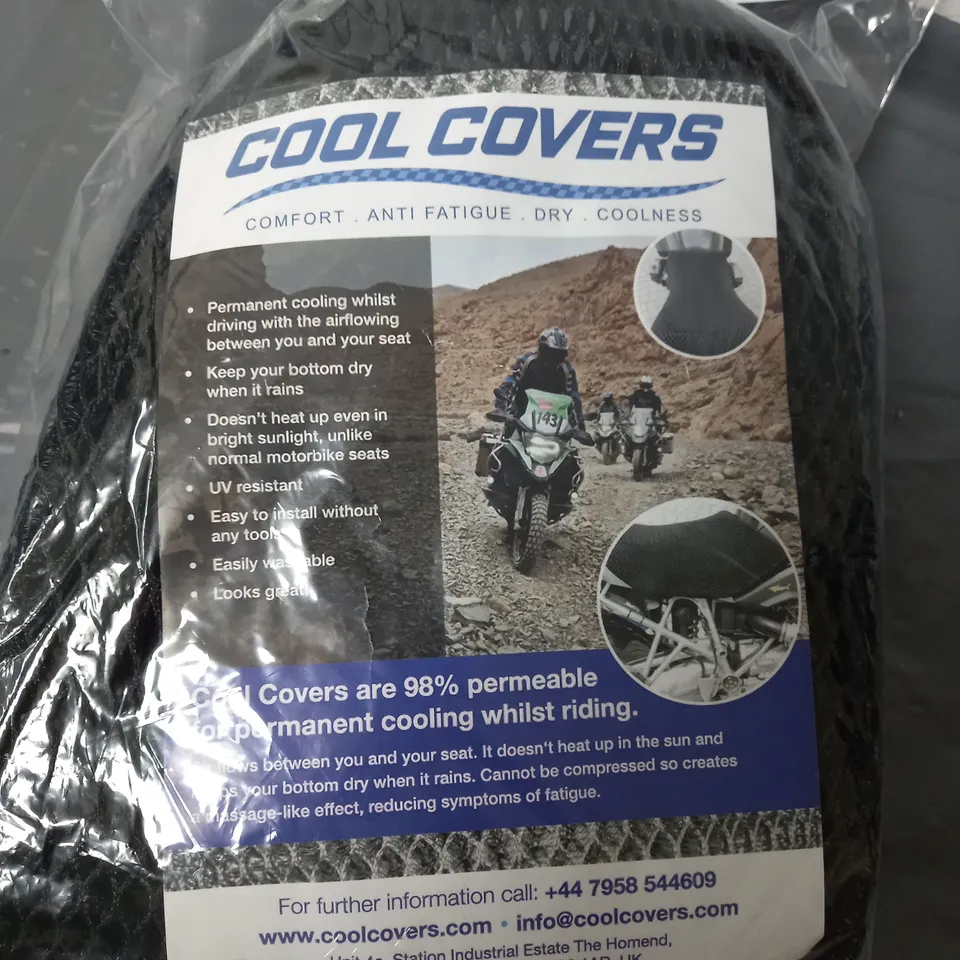 COOL COVERS
COMFORT . ANTI FATIGUE . DRY . COOLNESS
• Permanent cooling whilst
driving with the airflowing
between you and your seat
• Keep your bottom dry
when it rains
• Doesn't heat up even in
bright sunlight, unlike
normal motorbike seats
• UV resistant
• Easy to install without
any tools
• Easily washable
• Looks great!
143
Cool Covers are 98% permeable
for permanent cooling whilst riding.
flows between you and your seat. It doesn't heat up in the sun and
your bottom dry when it rains. Cannot be compressed so creates
a massage-like effect, reducing symptoms of fatigue.
For further information call: +44 7958 544609
www.coolcovers.com • info@coolcovers.com
Station Industrial Estate The Homend,
UK